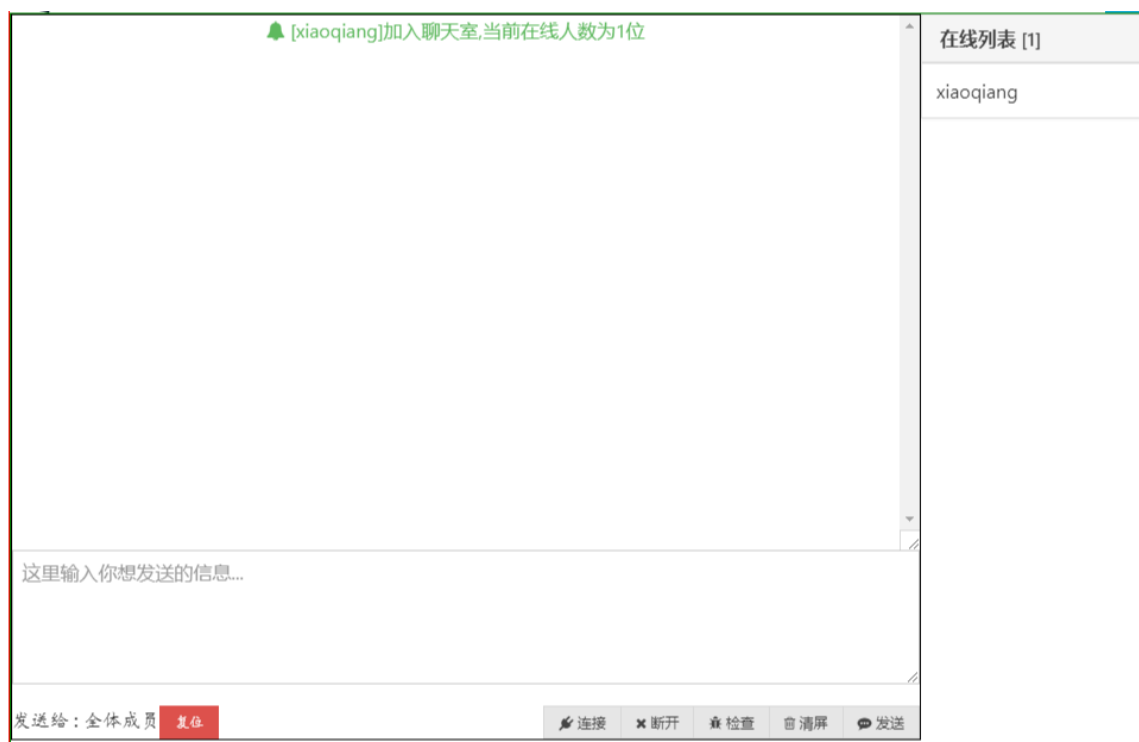 [xiaoqiang]加入聊天室,当前在线人数为1位
在线列表 [1]
xiaoqiang
这里输入你想发送的信息...
发送给:全体成员 复位 连接 断开 检查 清屏 发送